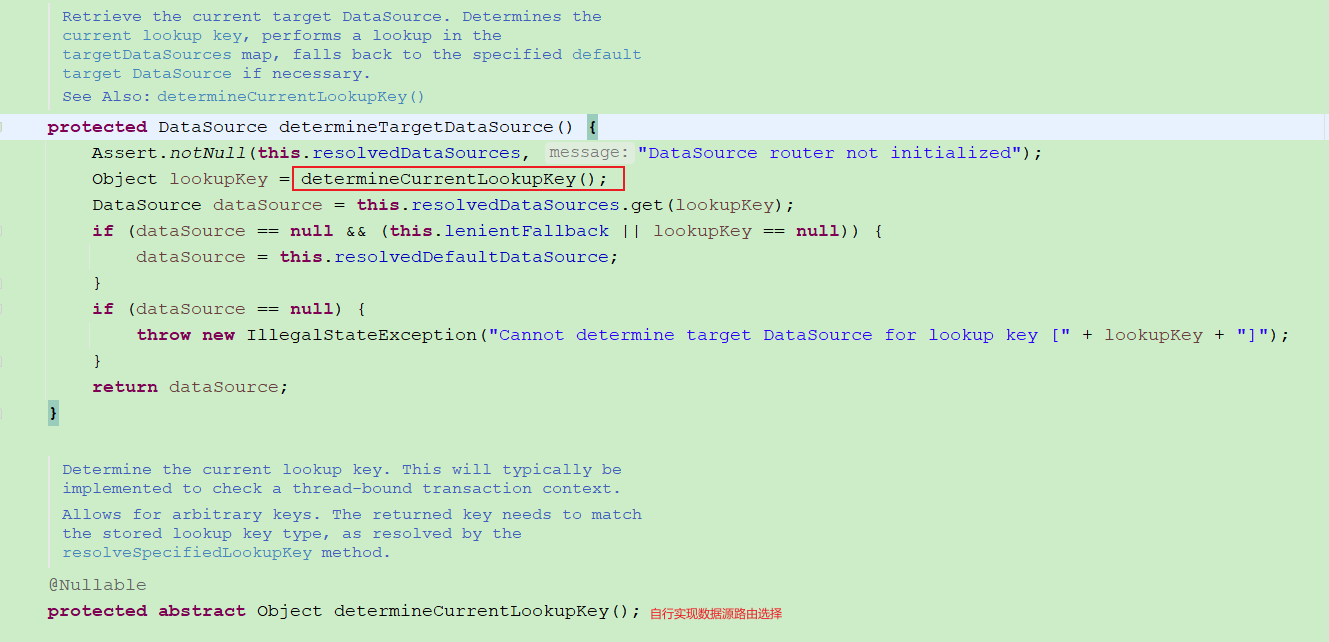 Retrieve the current target DataSource. Determines the
current lookup key, performs a lookup in the
targetDataSources map, falls back to the specified default
target DataSource if necessary.
See Also: determineCurrentLookupKey()
protected DataSource determineTargetDataSource() {
Assert.notNull(this.resolvedDataSources, message: "DataSource router not initialized");
Object lookupKey = determineCurrentLookupKey();
DataSource dataSource = this.resolvedDataSources.get(lookupKey);
if (dataSource == null && (this.lenientFallback || lookupKey == null)) {
dataSource = this.resolvedDefaultDataSource;
}
if (dataSource == null) {
throw new IllegalStateException("Cannot determine target DataSource for lookup key [" + lookupKey + "]");
}
return dataSource;
}
Determine the current lookup key. This will typically be
implemented to check a thread-bound transaction context.
Allows for arbitrary keys. The returned key needs to match
the stored lookup key type, as resolved by the
resolveSpecifiedLookupKey method.
@Nullable
protected abstract Object determineCurrentLookupKey(); 自行实现数据源路由选择